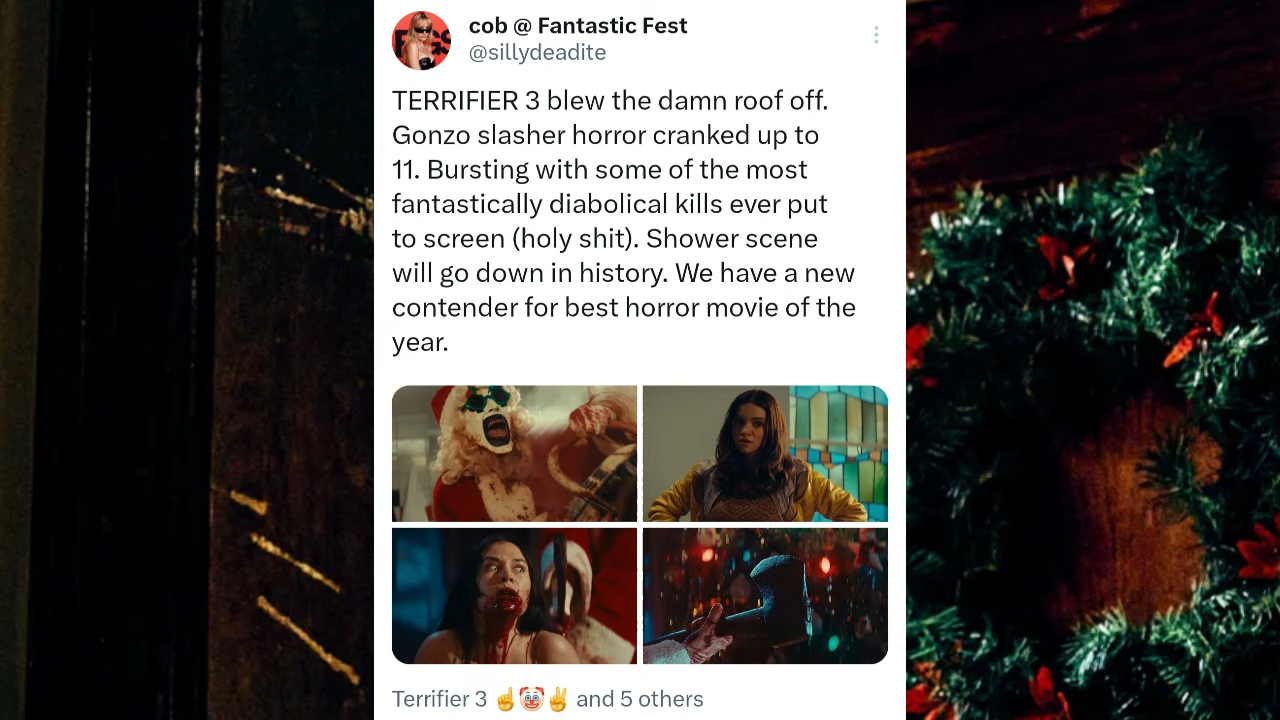 cob @ Fantastic Fest
@sillydeadite
TERRIFIER 3 blew the damn roof off.
Gonzo slasher horror cranked up to
11. Bursting with some of the most
fantastically diabolical kills ever put
to screen (holy shit). Shower scene
will go down in history. We have a new
contender for best horror movie of the
year.
Terrifier 3 ☝️🤡✌️ and 5 others